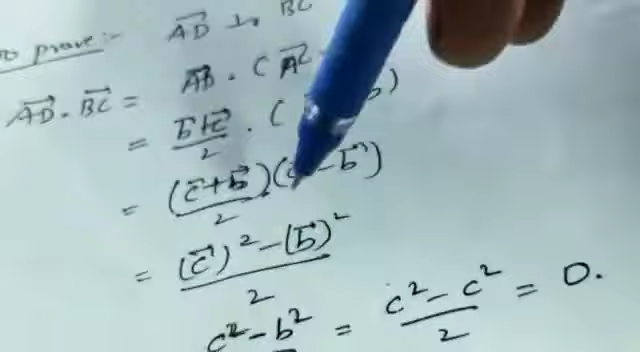 To prove:- AD ⊥ BC
AD⃗ . BC⃗ = AB⃗ . ( AC⃗
= (b⃗ + c⃗)/2 . (
= (c⃗ + b⃗)/2 ( - b⃗)
= ((c⃗)² - (b⃗)²)/2
(c² - b²) = (c² - c²)/2 = 0.